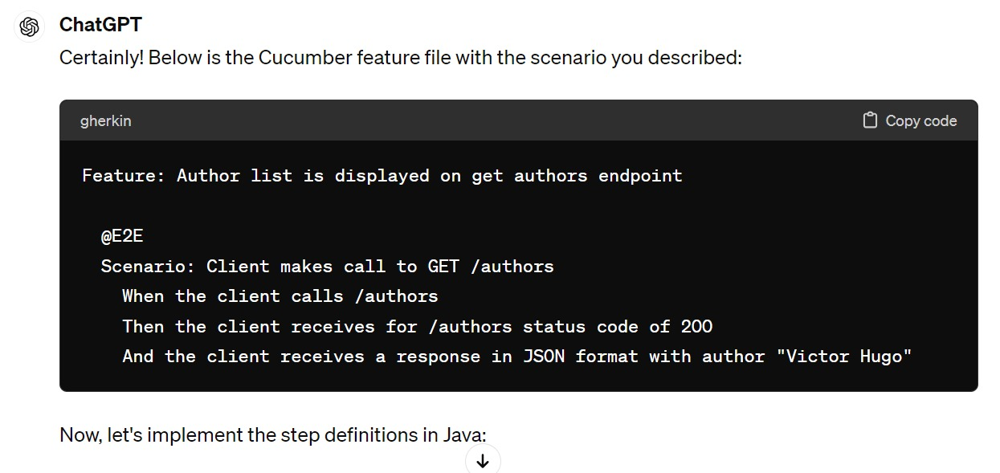 ChatGPT
Certainly! Below is the Cucumber feature file with the scenario you described:
gherkin
Copy code
Feature: Author list is displayed on get authors endpoint
@E2E
Scenario: Client makes call to GET /authors
When the client calls /authors
Then the client receives for /authors status code of 200
And the client receives a response in JSON format with author "Victor Hugo"
Now, let's implement the step definitions in Java: